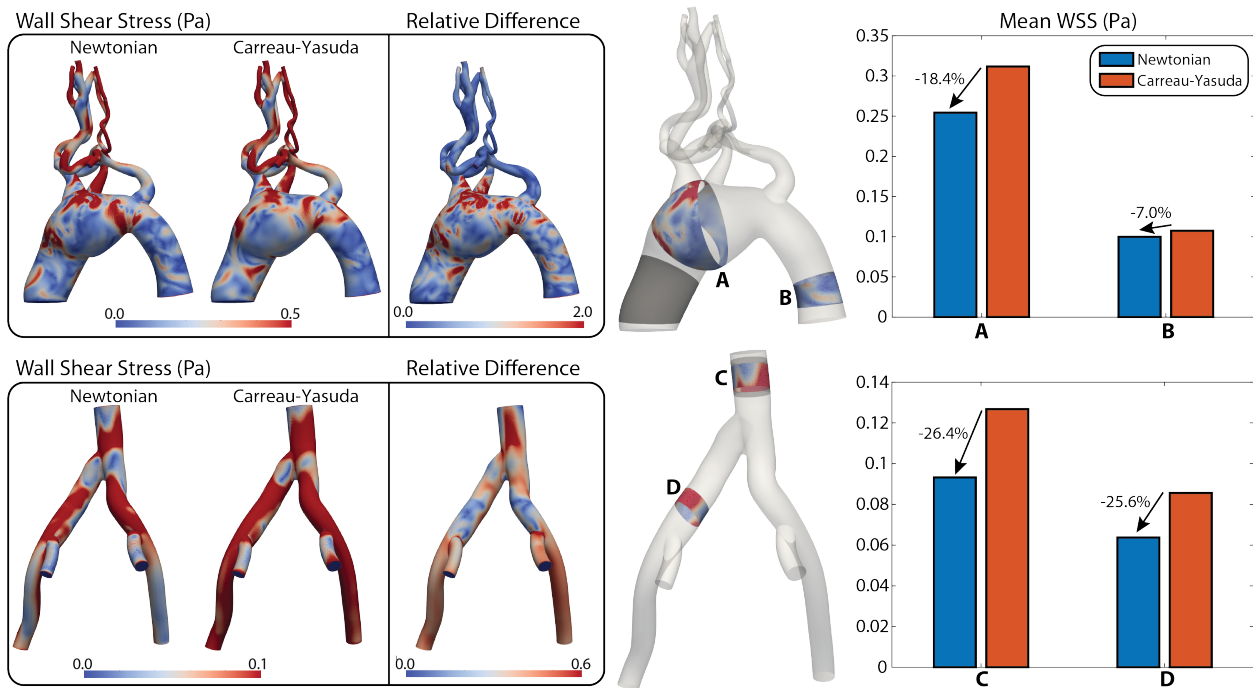 Wall Shear Stress (Pa)
Relative Difference
Newtonian
Carreau-Yasuda
0.0
0.5
0.0
2.0
A
B
Mean WSS (Pa)
0.35
0.3
0.25
0.2
0.15
0.1
0.05
0
-18.4%
-7.0%
Newtonian
Carreau-Yasuda
A
B
Wall Shear Stress (Pa)
Relative Difference
Newtonian
Carreau-Yasuda
0.0
0.1
0.0
0.6
C
D
0.14
0.12
0.1
0.08
0.06
0.04
0.02
0
-26.4%
-25.6%
C
D